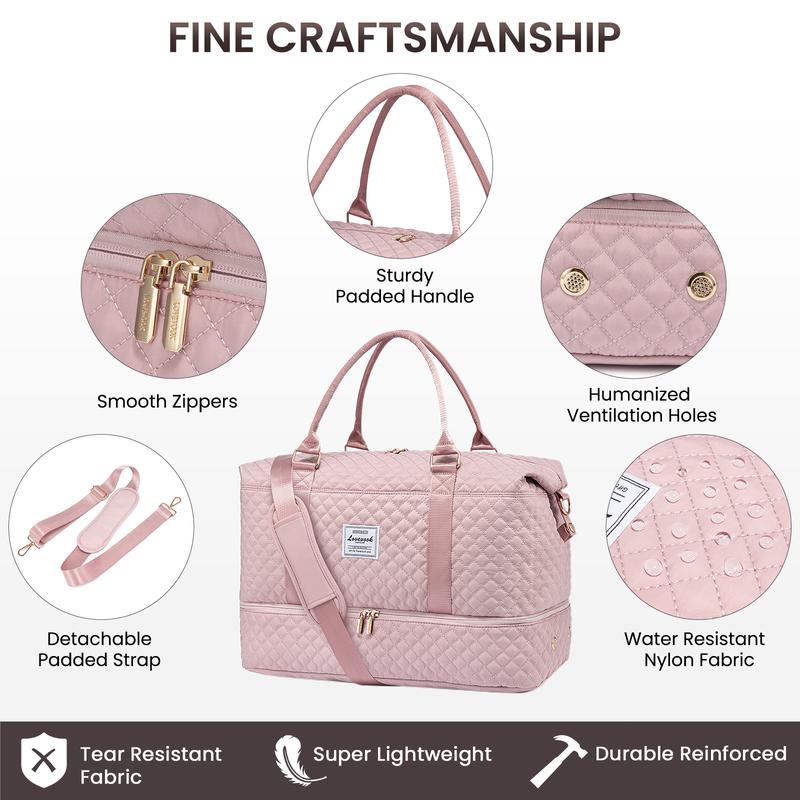 FINE CRAFTSMANSHIP
Sturdy
Padded Handle
Smooth Zippers
Humanized
Ventilation Holes
Lovevook
Detachable
Padded Strap
Water Resistant
Nylon Fabric
Tear Resistant
Fabric
Super Lightweight
Durable Reinforced